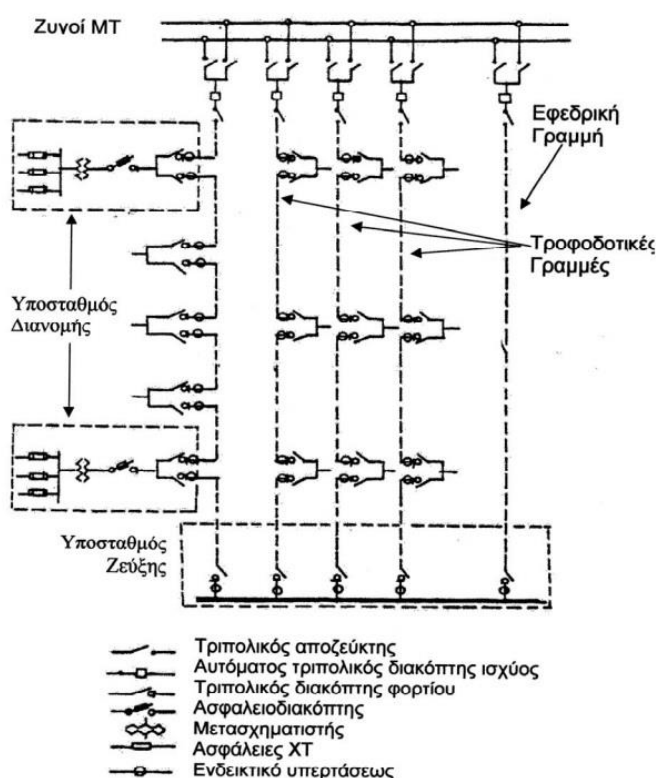 Ζυνοί ΜΤ
Εφεδρική
Γραμμή
Τροφοδοτικές
Γραμμές
Υποσταθμός
Διανομής
Υποσταθμός
Ζεύξης
Τριπολικός αποζεύκτης
Αυτόματος τριπολικός διακόπτης ισχύος
Τριπολικός διακόπτης φορτίου
Ασφαλειοδιακόπτης
Μετασχηματιστής
Ασφάλειες ΧΤ
Ενδεικτικό υπερτάσεως